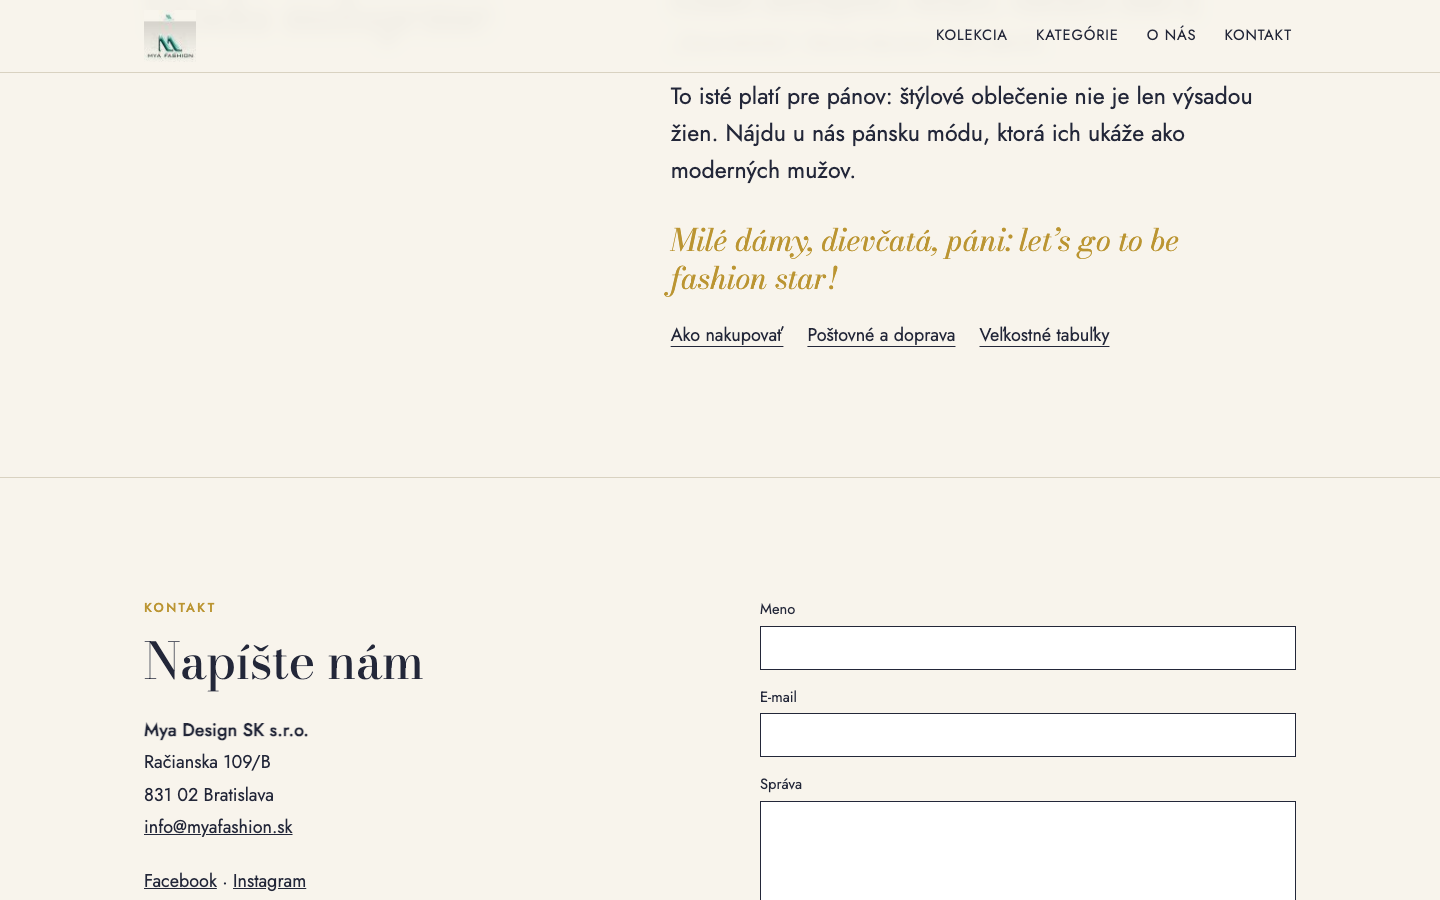 MYA FASHION
KOLEKCIA KATEGÓRIE O NÁS KONTAKT
To isté platí pre pánov: štýlové oblečenie nie je len výsadou
žien. Nájdu u nás pánsku módu, ktorá ich ukáže ako
moderných mužov.
Milé dámy, dievčatá, páni: let’s go to be
fashion star!
Ako nakupovať Poštovné a doprava Veľkostné tabuľky
KONTAKT
Napíšte nám
Mya Design SK s.r.o.
Račianska 109/B
831 02 Bratislava
info@myafashion.sk
Facebook · Instagram
Meno
E-mail
Správa